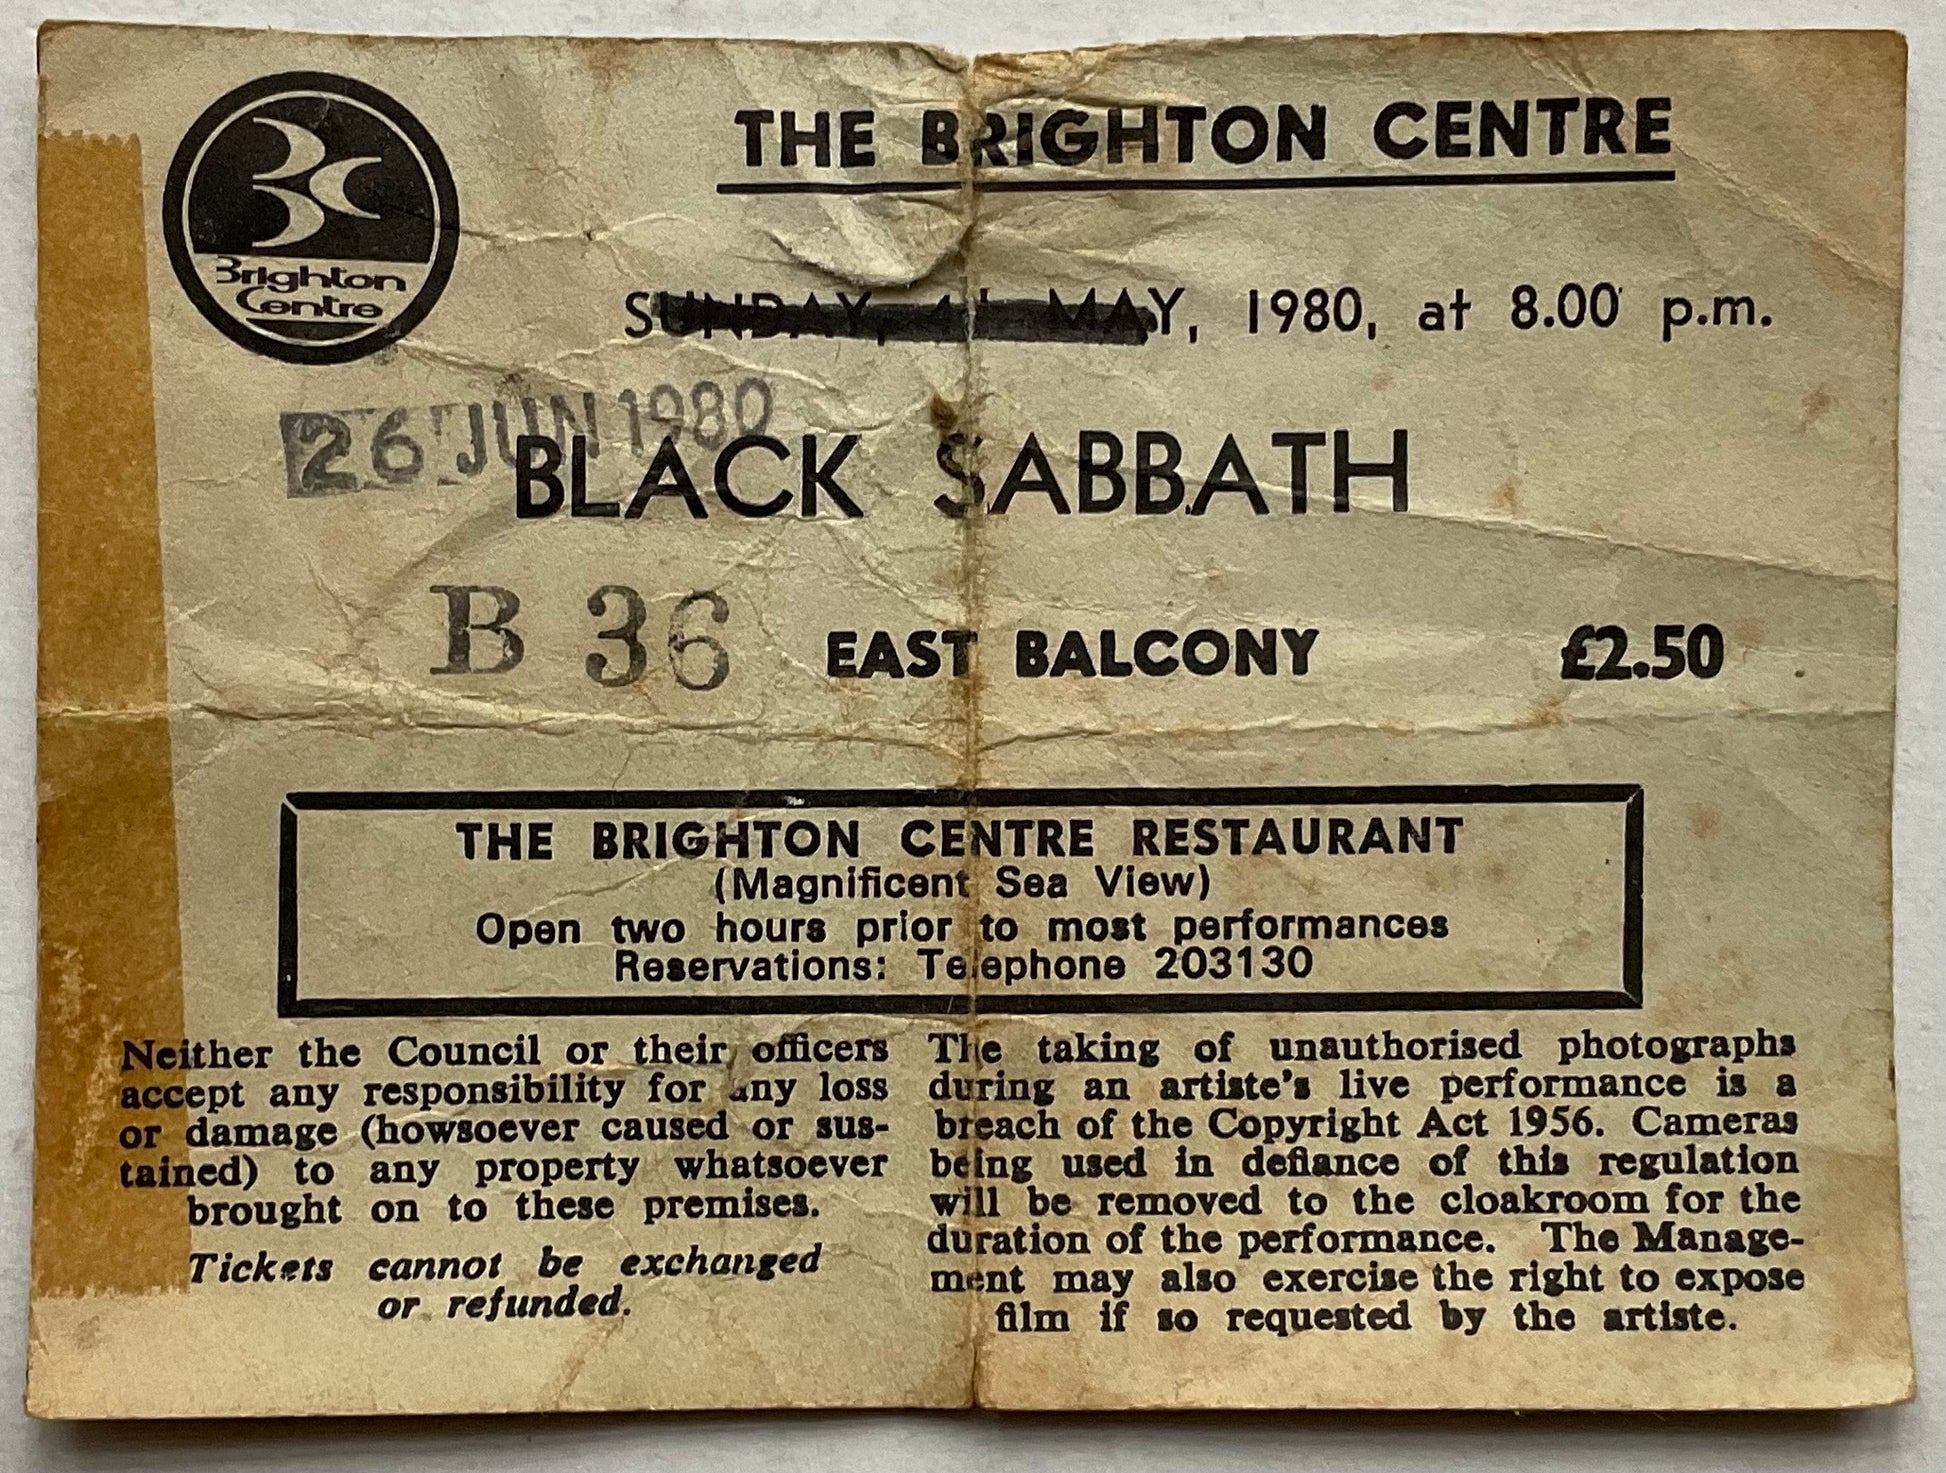 Brighton
Centre
THE BRIGHTON CENTRE
SUNDAY, 4th MAY, 1980, at 8.00 p.m.
26 JUN 1980
BLACK SABBATH
B 36 EAST BALCONY £2.50
THE BRIGHTON CENTRE RESTAURANT
(Magnificent Sea View)
Open two hours prior to most performances
Reservations: Telephone 203130
Neither the Council or their officers
accept any responsibility for any loss
or damage (howsoever caused or sus-
tained) to any property whatsoever
brought on to these premises.
Tickets cannot be exchanged
or refunded.
The taking of unauthorised photographs
during an artiste's live performance is a
breach of the Copyright Act 1956. Cameras
being used in defiance of this regulation
will be removed to the cloakroom for the
duration of the performance. The Manage-
ment may also exercise the right to expose
film if so requested by the artiste.